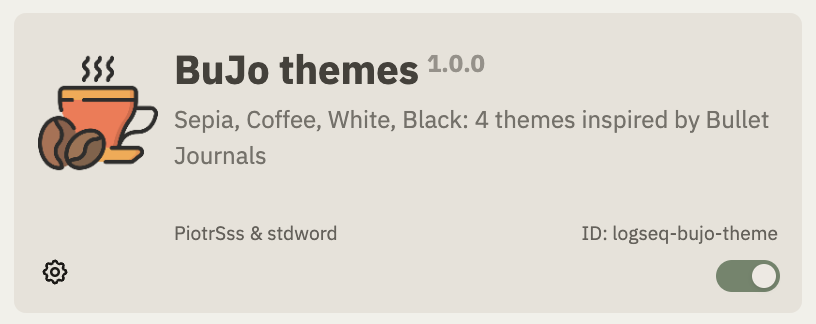 BuJo themes 1.0.0
Sepia, Coffee, White, Black: 4 themes inspired by Bullet
Journals
PiotrSss & stdword
ID: logseq-bujo-theme